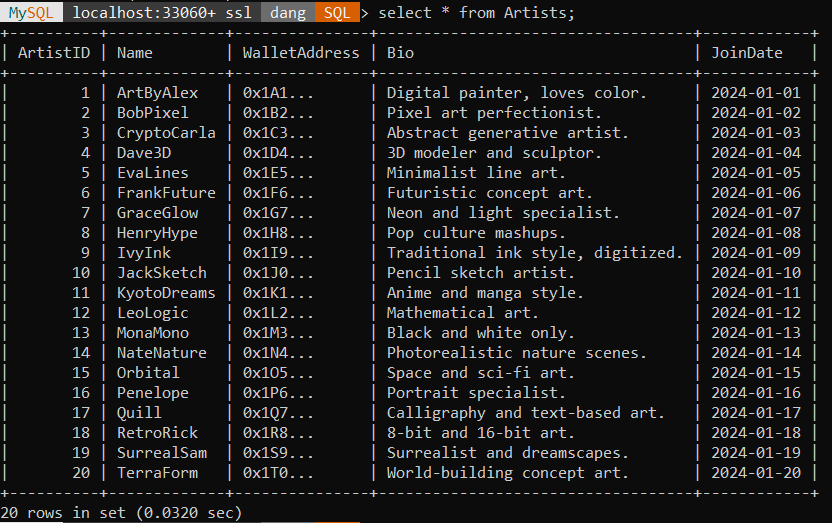 MySQL localhost:33060+ ssl dang SQL > select * from Artists;
+----------+-------------+---------------+----------------------------------+------------+
| ArtistID | Name        | WalletAddress | Bio                              | JoinDate   |
+----------+-------------+---------------+----------------------------------+------------+
|        1 | ArtByAlex   | 0x1A1...      | Digital painter, loves color.    | 2024-01-01 |
|        2 | BobPixel    | 0x1B2...      | Pixel art perfectionist.         | 2024-01-02 |
|        3 | CryptoCarla | 0x1C3...      | Abstract generative artist.      | 2024-01-03 |
|        4 | Dave3D      | 0x1D4...      | 3D modeler and sculptor.         | 2024-01-04 |
|        5 | EvaLines    | 0x1E5...      | Minimalist line art.             | 2024-01-05 |
|        6 | FrankFuture | 0x1F6...      | Futuristic concept art.          | 2024-01-06 |
|        7 | GraceGlow   | 0x1G7...      | Neon and light specialist.       | 2024-01-07 |
|        8 | HenryHype   | 0x1H8...      | Pop culture mashups.             | 2024-01-08 |
|        9 | IvyInk      | 0x1I9...      | Traditional ink style, digitized. | 2024-01-09 |
|       10 | JackSketch  | 0x1J0...      | Pencil sketch artist.            | 2024-01-10 |
|       11 | KyotoDreams | 0x1K1...      | Anime and manga style.           | 2024-01-11 |
|       12 | LeoLogic    | 0x1L2...      | Mathematical art.                | 2024-01-12 |
|       13 | MonaMono    | 0x1M3...      | Black and white only.            | 2024-01-13 |
|       14 | NateNature  | 0x1N4...      | Photorealistic nature scenes.    | 2024-01-14 |
|       15 | Orbital     | 0x1O5...      | Space and sci-fi art.            | 2024-01-15 |
|       16 | Penelope    | 0x1P6...      | Portrait specialist.             | 2024-01-16 |
|       17 | Quill       | 0x1Q7...      | Calligraphy and text-based art.  | 2024-01-17 |
|       18 | RetroRick   | 0x1R8...      | 8-bit and 16-bit art.            | 2024-01-18 |
|       19 | SurrealSam  | 0x1S9...      | Surrealist and dreamscapes.      | 2024-01-19 |
|       20 | TerraForm   | 0x1T0...      | World-building concept art.      | 2024-01-20 |
+----------+-------------+---------------+----------------------------------+------------+
20 rows in set (0.0320 sec)